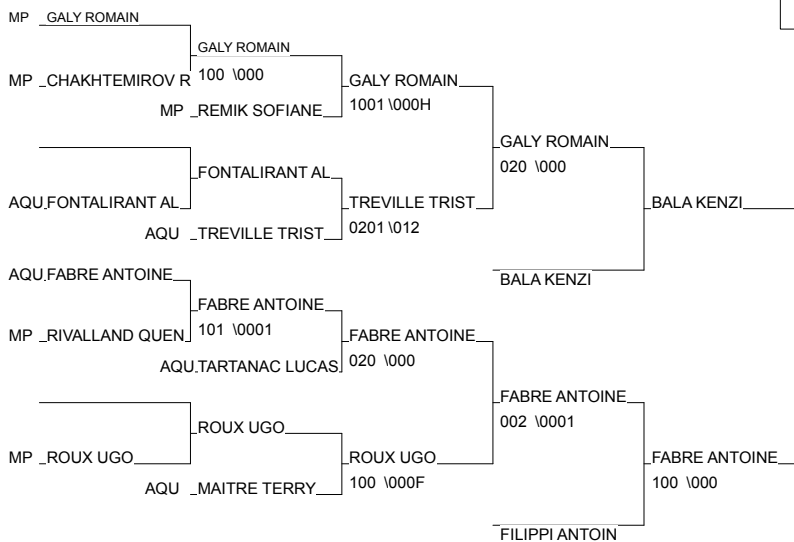 MP GALY ROMAIN
GALY ROMAIN
MP CHAKHTEMIROV R 100 \000 GALY ROMAIN
MP REMIK SOFIANE 1001 \000H
GALY ROMAIN
020 \000
FONTALIRANT AL
AQU FONTALIRANT AL TREVILLE TRIST BALA KENZI
AQU TREVILLE TRIST 0201 \012
AQU FABRE ANTOINE BALA KENZI
FABRE ANTOINE
MP RIVALLAND QUEN 101 \0001 FABRE ANTOINE
AQU TARTANAC LUCAS 020 \000
FABRE ANTOINE
002 \0001
ROUX UGO
MP ROUX UGO ROUX UGO FABRE ANTOINE
AQU MAITRE TERRY 100 \000F 100 \000
FILIPPI ANTOIN